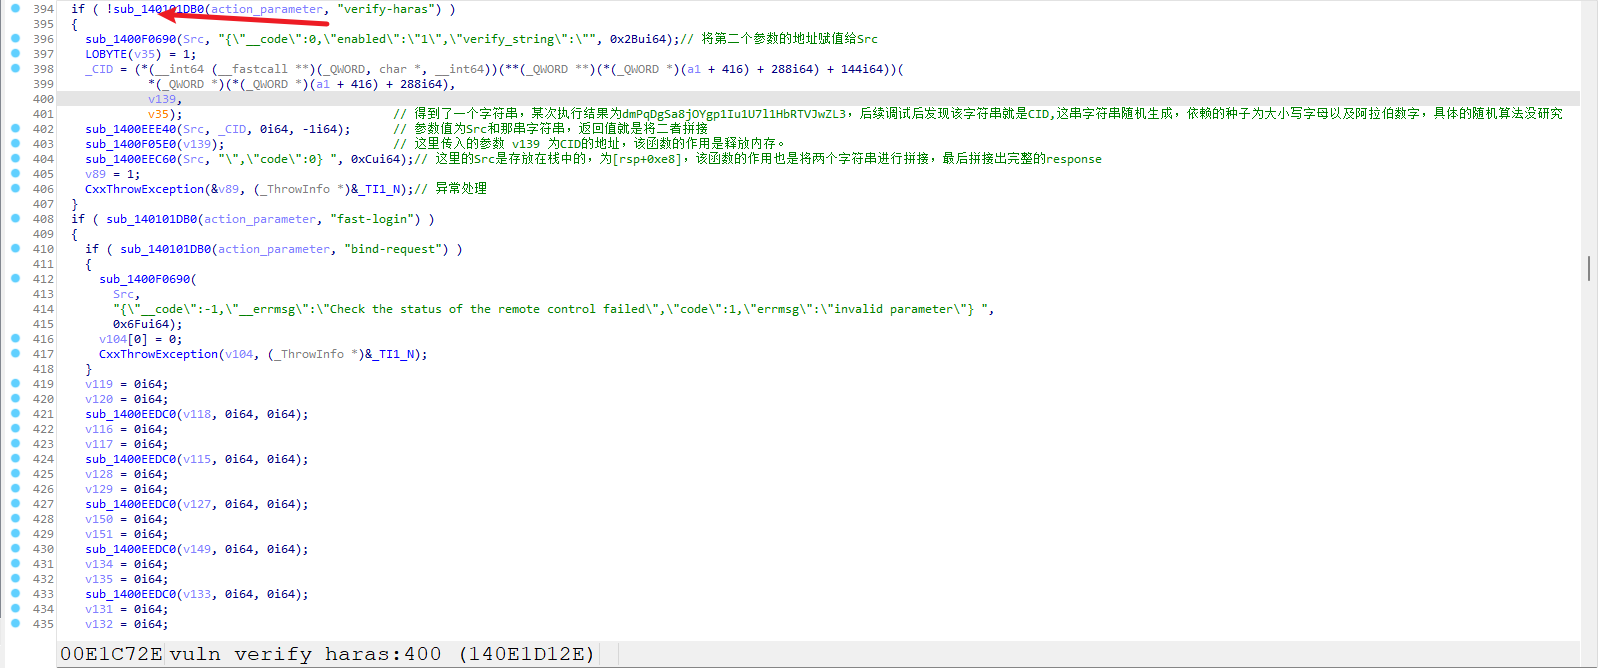 394 if ( !sub_140101DB0(action_parameter, "verify-haras") )
395 {
396 sub_1400F0690(Src, "{\"__code\":0,\"enabled\":\"1\",\"verify_string\":\"", 0x2Bui64);// 将第二个参数的地址赋值给Src
397 LOBYTE(v35) = 1;
398 _CID = (*(__int64 (__fastcall **)(_QWORD, char *, __int64))(**(_QWORD **)(*(_QWORD *)(a1 + 416) + 288i64) + 144i64))(
399 *(_QWORD *)(*(_QWORD *)(a1 + 416) + 288i64),
400 v139,
401 v35); // 得到了一个字符串，某次执行结果为dmPqDgSa8jOYgp1Iu1U7l1HbRTVJwZL3，后续调试后发现该字符串就是CID,这串字符串随机生成，依赖的种子为大小写字母以及阿拉伯数字，具体的随机算法没研究
402 sub_1400EEE40(Src, _CID, 0i64, -1i64); // 参数值为Src和那串字符串，返回值就是将二者拼接
403 sub_1400F05E0(v139); // 这里传入的参数 v139 为CID的地址，该函数的作用是释放内存。
404 sub_1400EEC60(Src, "\",\"code\":0} ", 0xCui64);// 这里的Src是存放在栈中的，为[rsp+0xe8]，该函数的作用也是将两个字符串进行拼接，最后拼接出完整的response
405 v89 = 1;
406 CxxThrowException(&v89, (_ThrowInfo *)&_TI1_N);// 异常处理
407 }
408 if ( sub_140101DB0(action_parameter, "fast-login") )
409 {
410 if ( sub_140101DB0(action_parameter, "bind-request") )
411 {
412 sub_1400F0690(
413 Src,
414 "{\"__code\":-1,\"__errmsg\":\"Check the status of the remote control failed\",\"code\":1,\"errmsg\":\"invalid parameter\"} ",
415 0x6Fui64);
416 v104[0] = 0;
417 CxxThrowException(v104, (_ThrowInfo *)&_TI1_N);
418 }
419 v119 = 0i64;
420 v120 = 0i64;
421 sub_1400EEDC0(v118, 0i64, 0i64);
422 v116 = 0i64;
423 v117 = 0i64;
424 sub_1400EEDC0(v115, 0i64, 0i64);
425 v128 = 0i64;
426 v129 = 0i64;
427 sub_1400EEDC0(v127, 0i64, 0i64);
428 v150 = 0i64;
429 v151 = 0i64;
430 sub_1400EEDC0(v149, 0i64, 0i64);
431 v134 = 0i64;
432 v135 = 0i64;
433 sub_1400EEDC0(v133, 0i64, 0i64);
434 v131 = 0i64;
435 v132 = 0i64;
00E1C72E vuln verify haras:400 (140E1D12E)